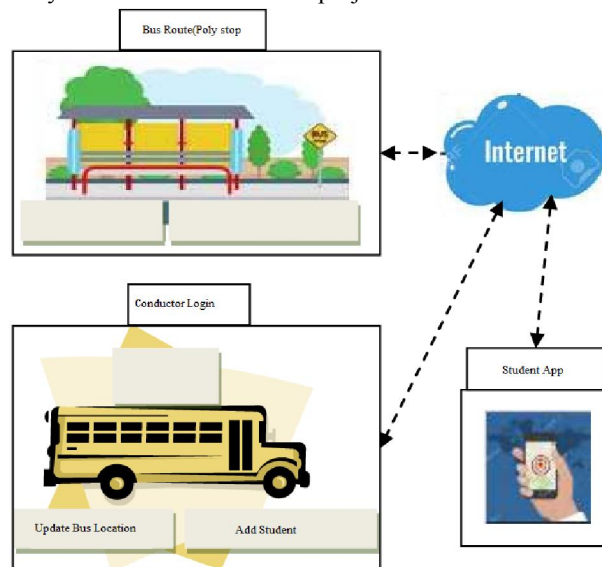 Bus Route(Poly stop
BUS
Internet
Conductor Login
Student App
Update Bus Location
Add Student